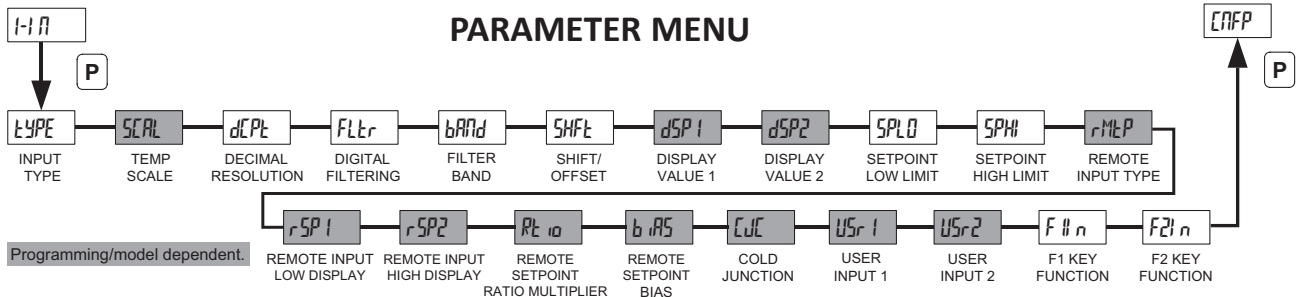 PARAMETER MENU
1-IN
P
CNFP
P
tYPE SCAL dCPt FLtr bANd SHFt dSP1 dSP2 SPLO SPHI rMtP
INPUT TYPE
TEMP SCALE
DECIMAL RESOLUTION
DIGITAL FILTERING
FILTER BAND
SHIFT/ OFFSET
DISPLAY VALUE 1
DISPLAY VALUE 2
SETPOINT LOW LIMIT
SETPOINT HIGH LIMIT
REMOTE INPUT TYPE
rSP1 rSP2 Rtio biAS CJC USr1 USr2 F1In F2In
Programming/model dependent.
REMOTE INPUT LOW DISPLAY
REMOTE INPUT HIGH DISPLAY
REMOTE SETPOINT RATIO MULTIPLIER
REMOTE SETPOINT BIAS
COLD JUNCTION
USER INPUT 1
USER INPUT 2
F1 KEY FUNCTION
F2 KEY FUNCTION